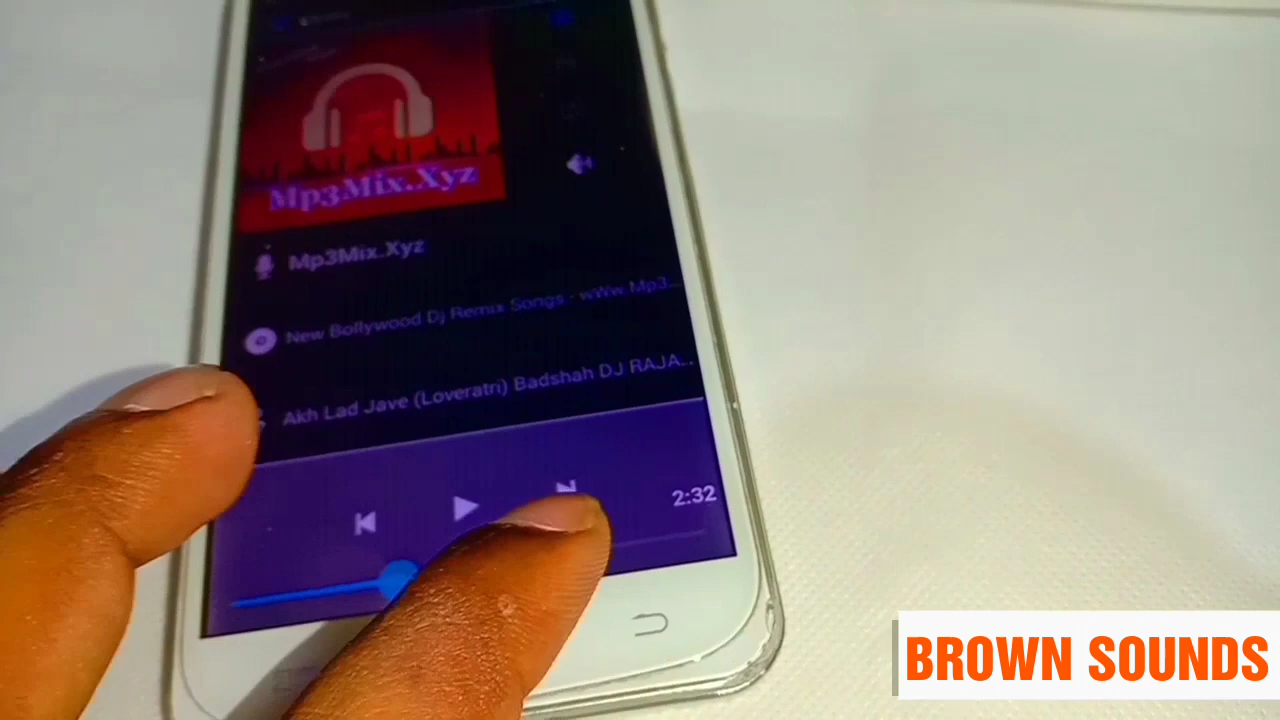 Mp3Mix.Xyz
Mp3Mix.Xyz
New Bollywood Dj Remix Songs - wWw.Mp3...
Akh Lad Jave (Loveratri) Badshah DJ RAJA...
2:32
BROWN SOUNDS